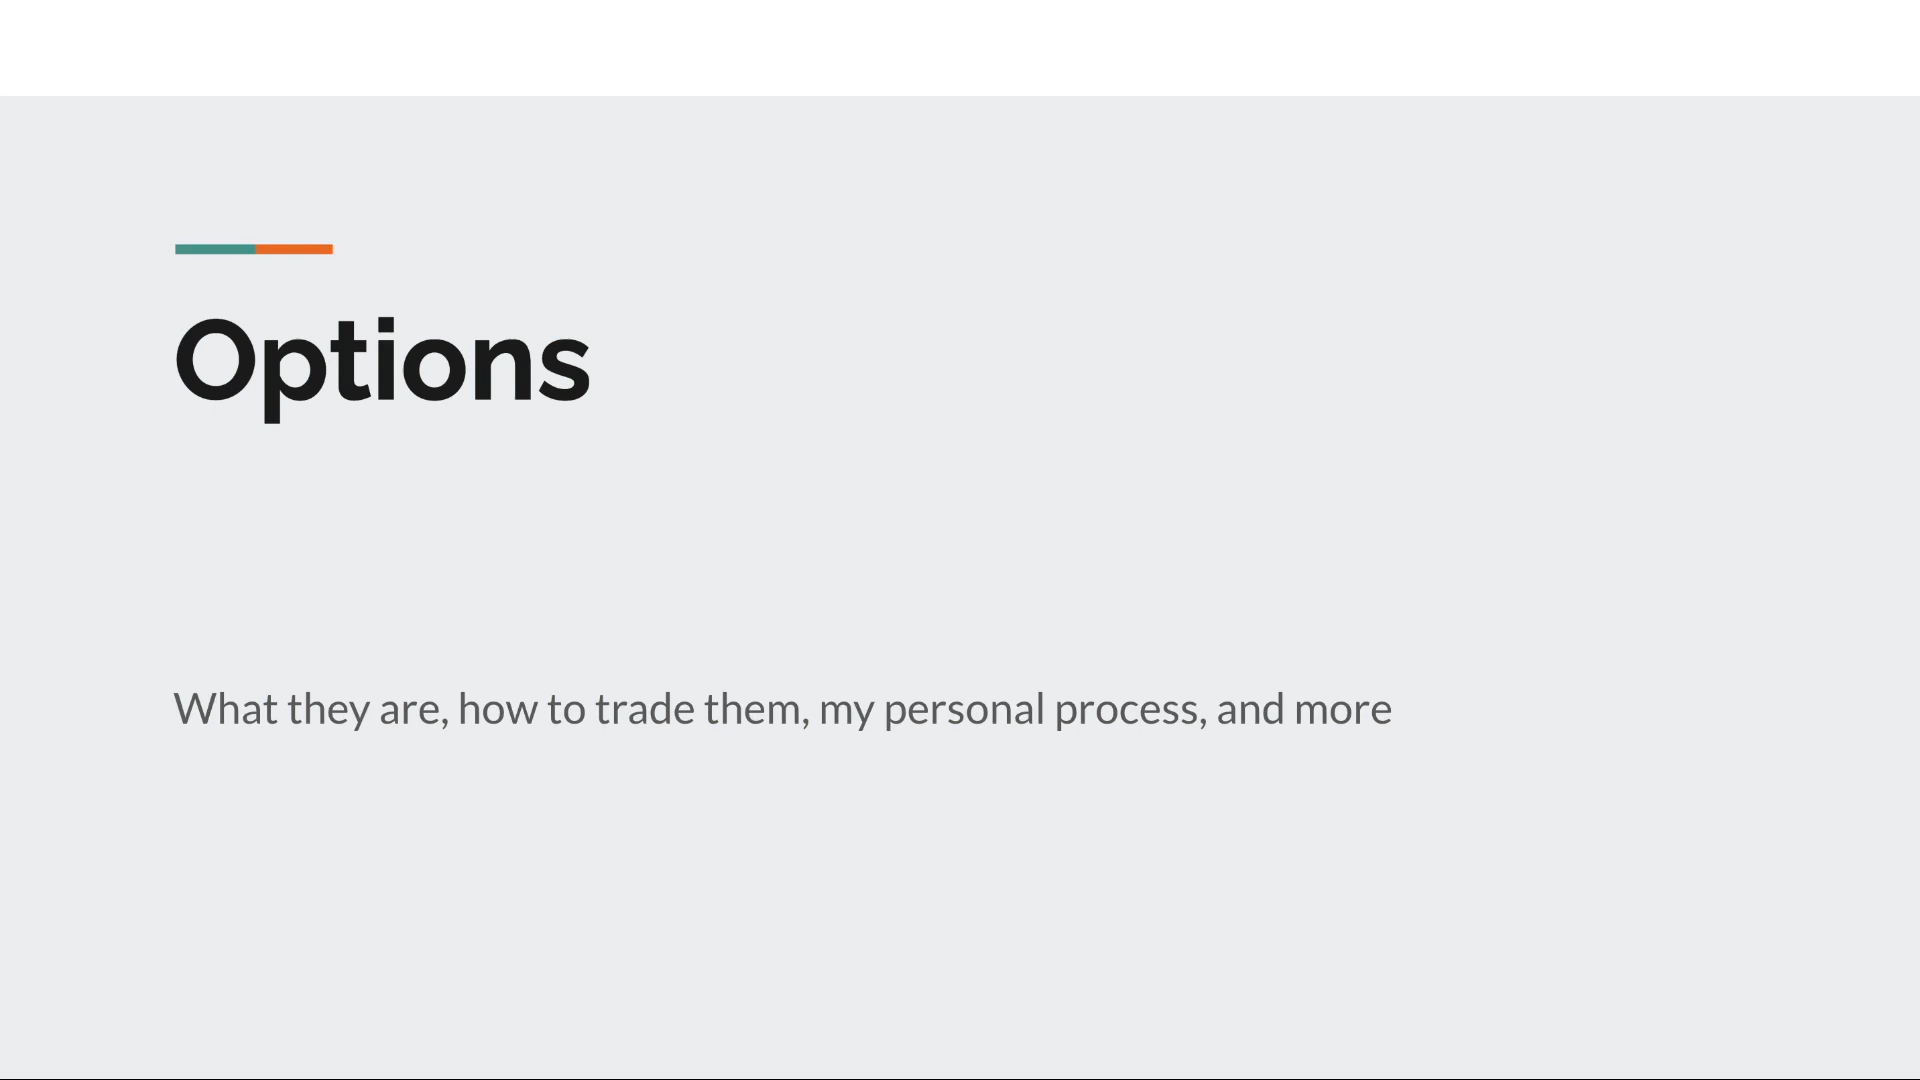 Options
What they are, how to trade them, my personal process, and more